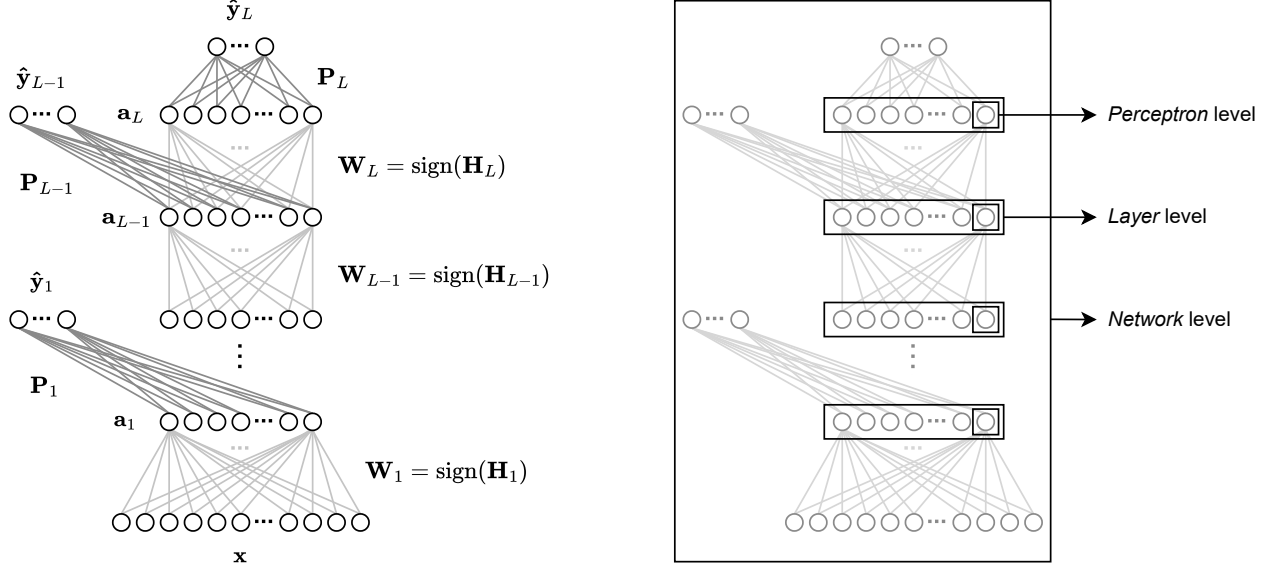 ŷ_L
P_L
ŷ_{L−1}
a_L
Perceptron level
W_L = sign(H_L)
P_{L−1}
a_{L−1}
Layer level
W_{L−1} = sign(H_{L−1})
ŷ_1
Network level
P_1
a_1
W_1 = sign(H_1)
x